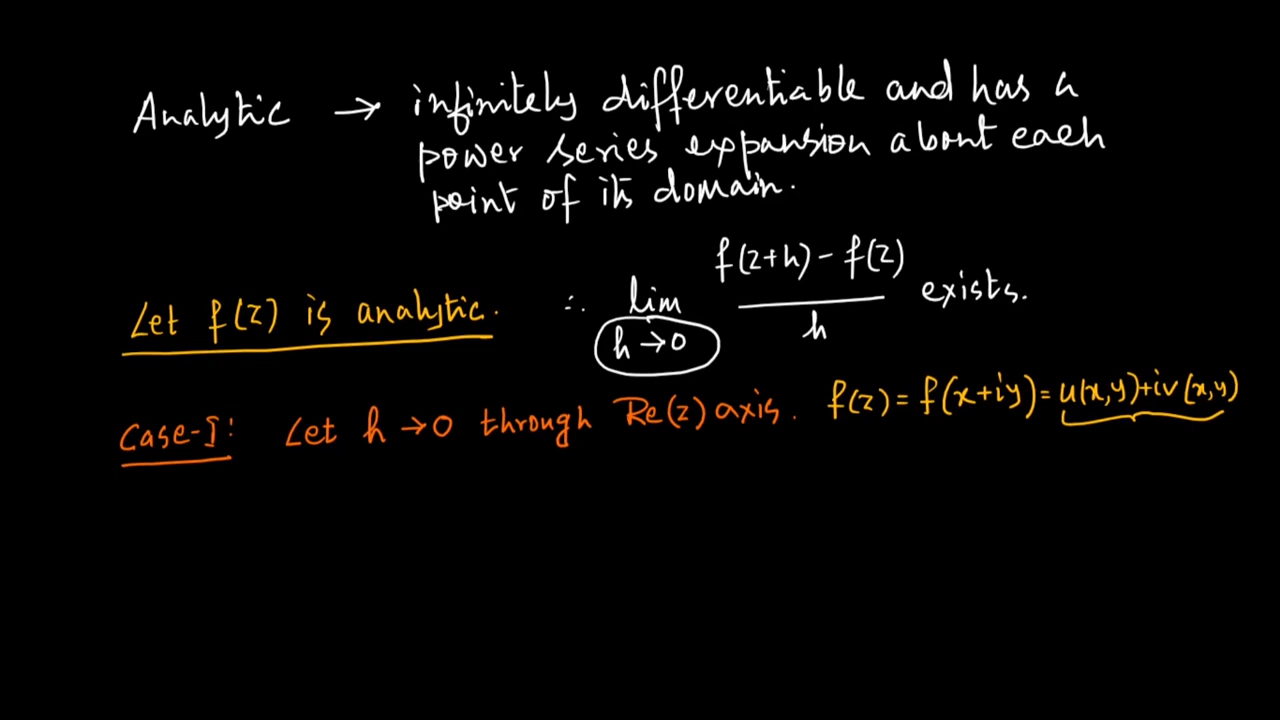 Analytic → infinitely differentiable and has a
power series expansion about each
point of its domain.
Let f(z) is analytic. ∴ lim h→0 f(z+h) - f(z) / h exists.
Case-I: Let h→0 through Re(z) axis. f(z) = f(x+iy) = u(x,y)+iv(x,y)